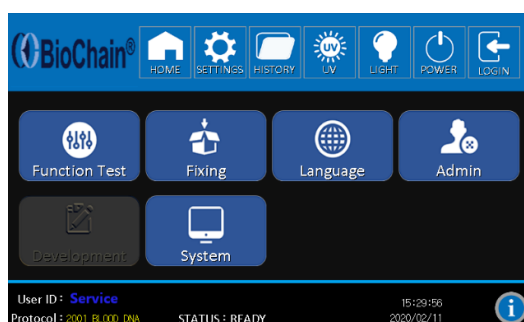 BioChain®
HOME SETTINGS HISTORY UV LIGHT POWER LOGIN
Function Test Fixing Language Admin
Development System
User ID : Service 15:29:56
Protocol : 2001 BLOOD DNA STATUS : READY 2020/02/11